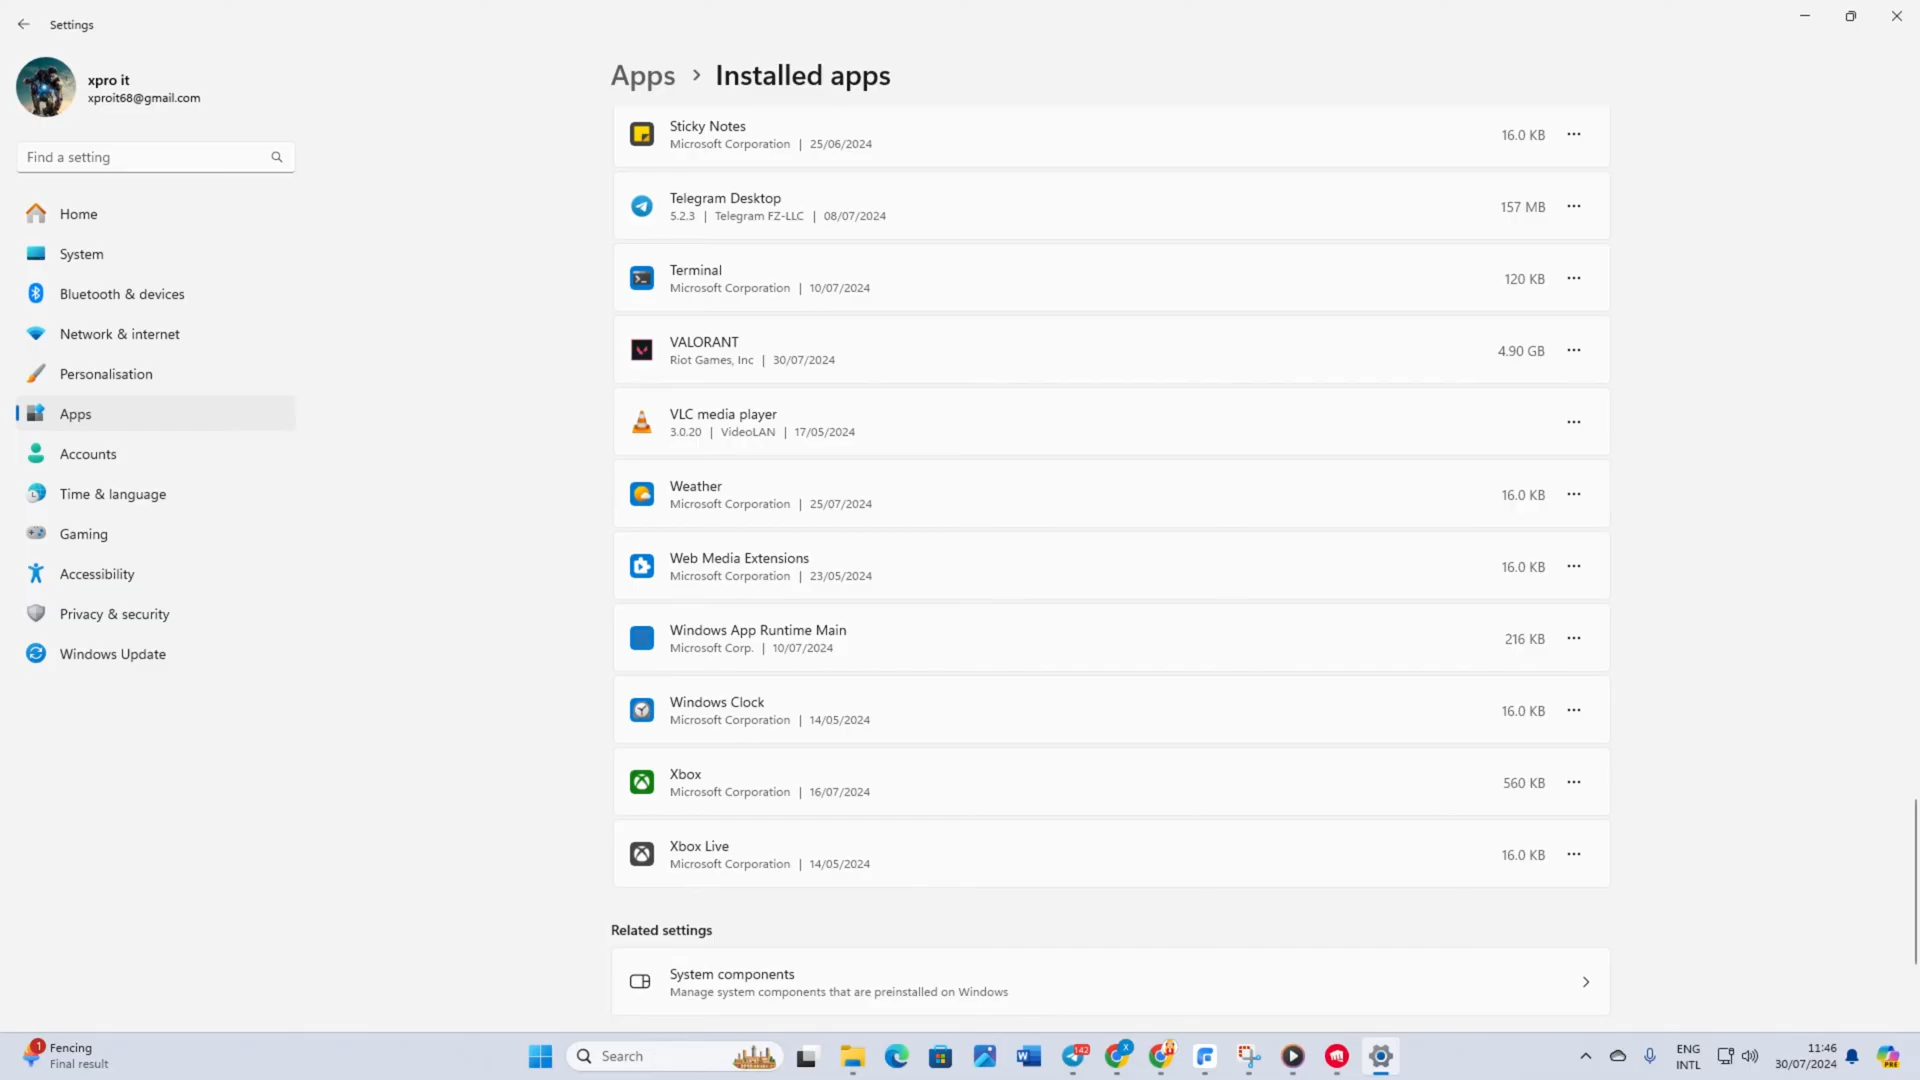 Settings
xpro it
xproit68@gmail.com
Find a setting
Home
System
Bluetooth & devices
Network & internet
Personalisation
Apps
Accounts
Time & language
Gaming
Accessibility
Privacy & security
Windows Update
Apps > Installed apps
Sticky Notes
Microsoft Corporation | 25/06/2024
16.0 KB
Telegram Desktop
5.2.3 | Telegram FZ-LLC | 08/07/2024
157 MB
Terminal
Microsoft Corporation | 10/07/2024
120 KB
VALORANT
Riot Games, Inc | 30/07/2024
4.90 GB
VLC media player
3.0.20 | VideoLAN | 17/05/2024
Weather
Microsoft Corporation | 25/07/2024
16.0 KB
Web Media Extensions
Microsoft Corporation | 23/05/2024
16.0 KB
Windows App Runtime Main
Microsoft Corp. | 10/07/2024
216 KB
Windows Clock
Microsoft Corporation | 14/05/2024
16.0 KB
Xbox
Microsoft Corporation | 16/07/2024
560 KB
Xbox Live
Microsoft Corporation | 14/05/2024
16.0 KB
Related settings
System components
Manage system components that are preinstalled on Windows
1
Fencing
Final result
Search
142
X
ENG
INTL
11:46
30/07/2024
PRE